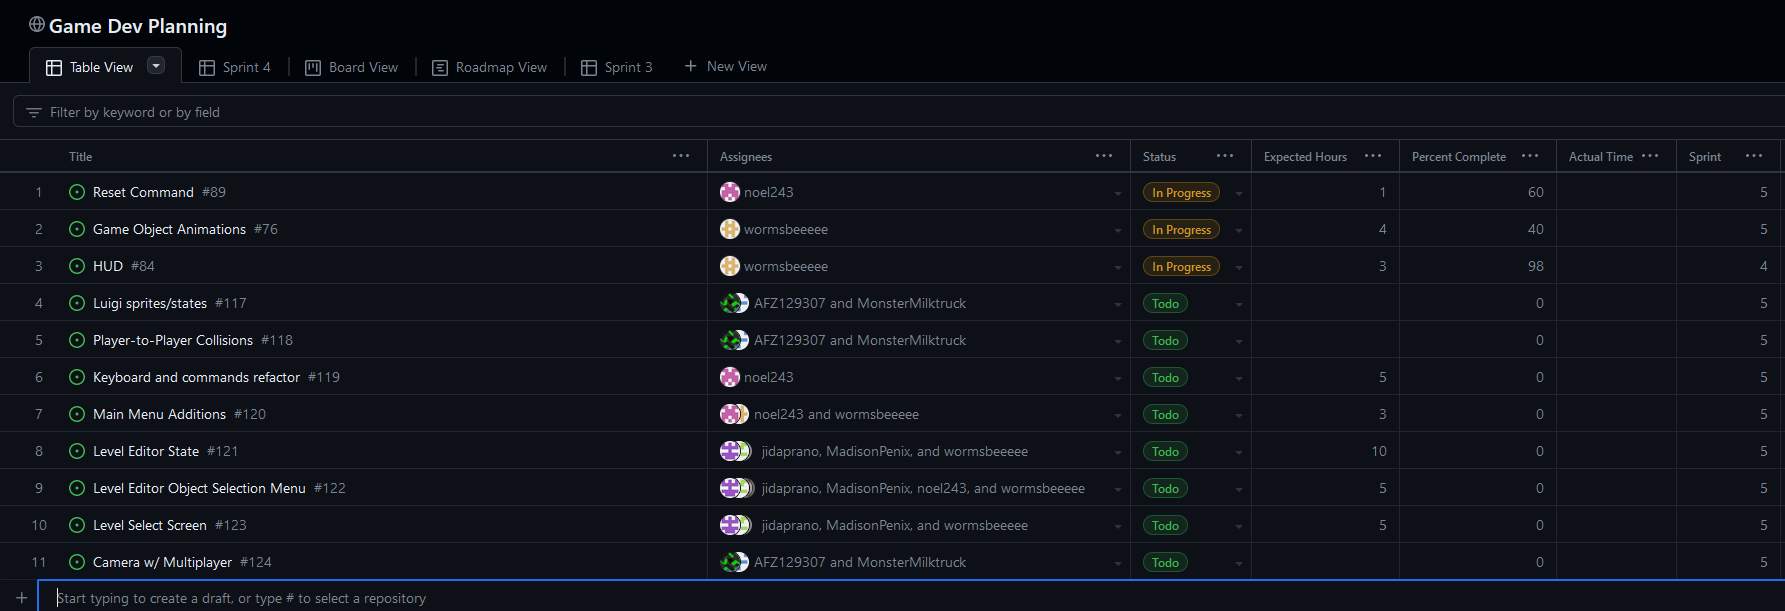 Game Dev Planning
Table View Sprint 4 Board View Roadmap View Sprint 3 + New View
Filter by keyword or by field
Title ... Assignees ... Status ... Expected Hours ... Percent Complete ... Actual Time ... Sprint ...
1 Reset Command #89 noel243 In Progress 1 60 5
2 Game Object Animations #76 wormsbeeeee In Progress 4 40 5
3 HUD #84 wormsbeeeee In Progress 3 98 4
4 Luigi sprites/states #117 AFZ129307 and MonsterMilktruck Todo 0 5
5 Player-to-Player Collisions #118 AFZ129307 and MonsterMilktruck Todo 0 5
6 Keyboard and commands refactor #119 noel243 Todo 5 0 5
7 Main Menu Additions #120 noel243 and wormsbeeeee Todo 3 0 5
8 Level Editor State #121 jidaprano, MadisonPenix, and wormsbeeeee Todo 10 0 5
9 Level Editor Object Selection Menu #122 jidaprano, MadisonPenix, noel243, and wormsbeeeee Todo 5 0 5
10 Level Select Screen #123 jidaprano, MadisonPenix, and wormsbeeeee Todo 5 0 5
11 Camera w/ Multiplayer #124 AFZ129307 and MonsterMilktruck Todo 0 5
+ Start typing to create a draft, or type # to select a repository